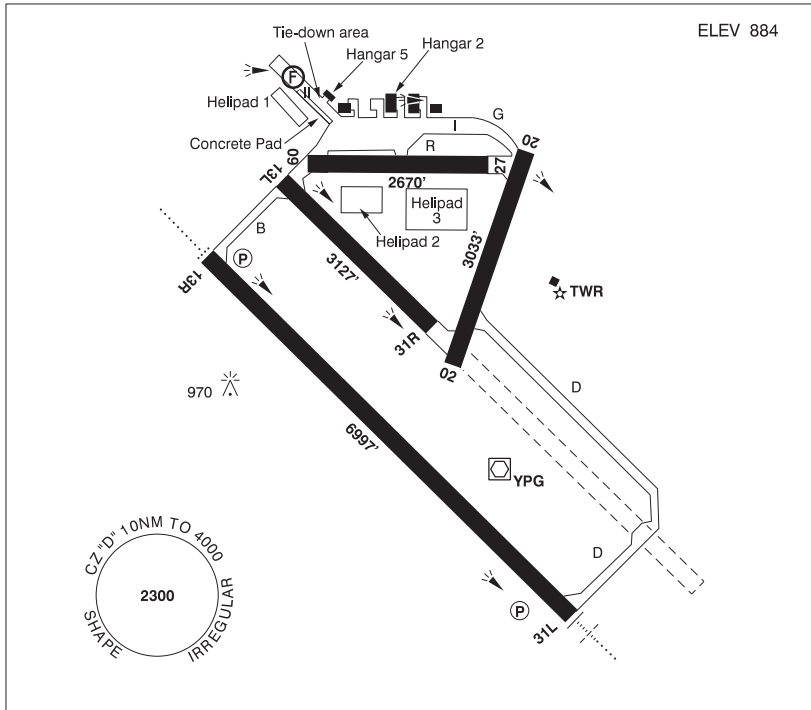 ELEV 884
Tie-down area
Hangar 5
Hangar 2
F
Helipad 1
II
Concrete Pad
G
I
R
09
27
20
13L
2670'
Helipad
3
Helipad 2
B
P
13R
3127'
3033'
TWR
31R
02
D
970
6997'
YPG
D
CZ "D" 10NM TO 4000
2300
SHAPE
IRREGULAR
P
31L